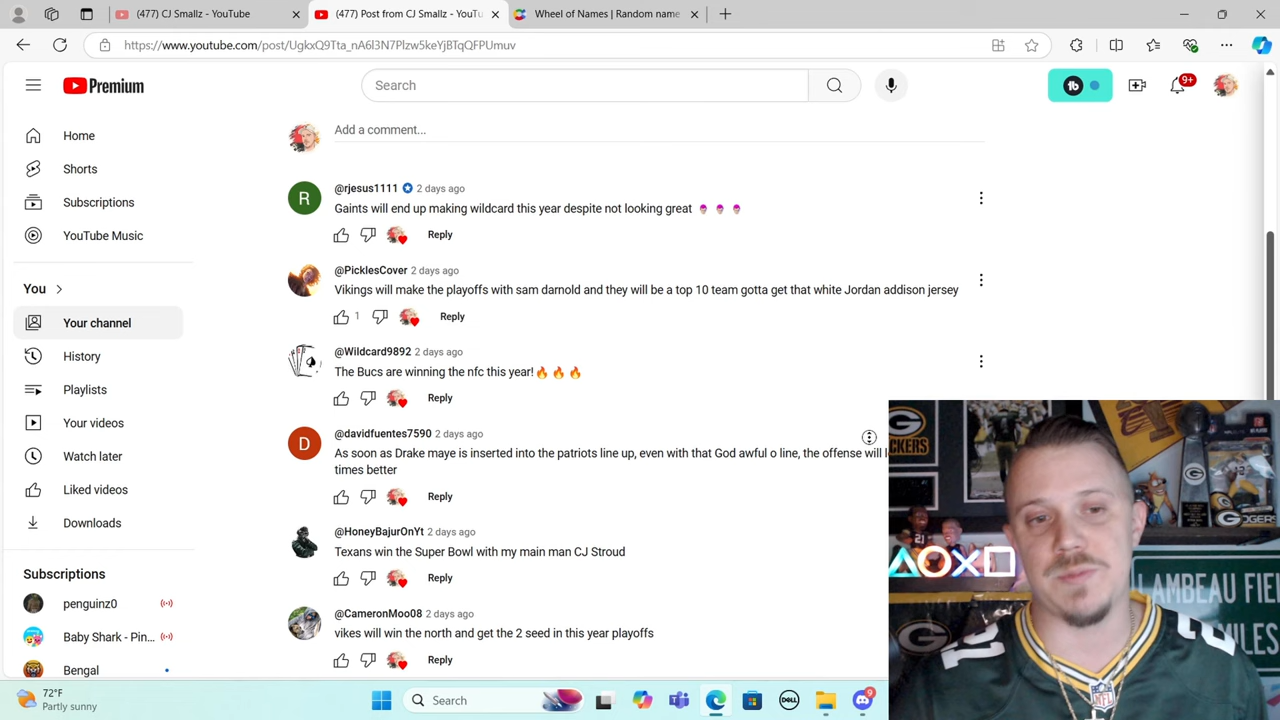 (477) CJ Smallz - YouTube
(477) Post from CJ Smallz - YouTu
Wheel of Names | Random name
https://www.youtube.com/post/UgkxQ9Tta_nA6l3N7Plzw5keYjBTqQFPUmuv
Premium
Search
9+
Home
Shorts
Subscriptions
YouTube Music
You
Your channel
History
Playlists
Your videos
Watch later
Liked videos
Downloads
Subscriptions
penguinz0
Baby Shark - Pin...
Bengal
Add a comment...
R
@rjesus1111 2 days ago
Gaints will end up making wildcard this year despite not looking great
Reply
@PicklesCover 2 days ago
Vikings will make the playoffs with sam darnold and they will be a top 10 team gotta get that white Jordan addison jersey
1 Reply
@Wildcard9892 2 days ago
The Bucs are winning the nfc this year!🔥🔥🔥
Reply
D
@davidfuentes7590 2 days ago
As soon as Drake maye is inserted into the patriots line up, even with that God awful o line, the offense will
times better
Reply
@HoneyBajurOnYt 2 days ago
Texans win the Super Bowl with my main man CJ Stroud
Reply
@CameronMoo08 2 days ago
vikes will win the north and get the 2 seed in this year playoffs
Reply
G
G
LAMBEAU FIE
MILES
21
NFL
72°F
Partly sunny
Search
DELL
9